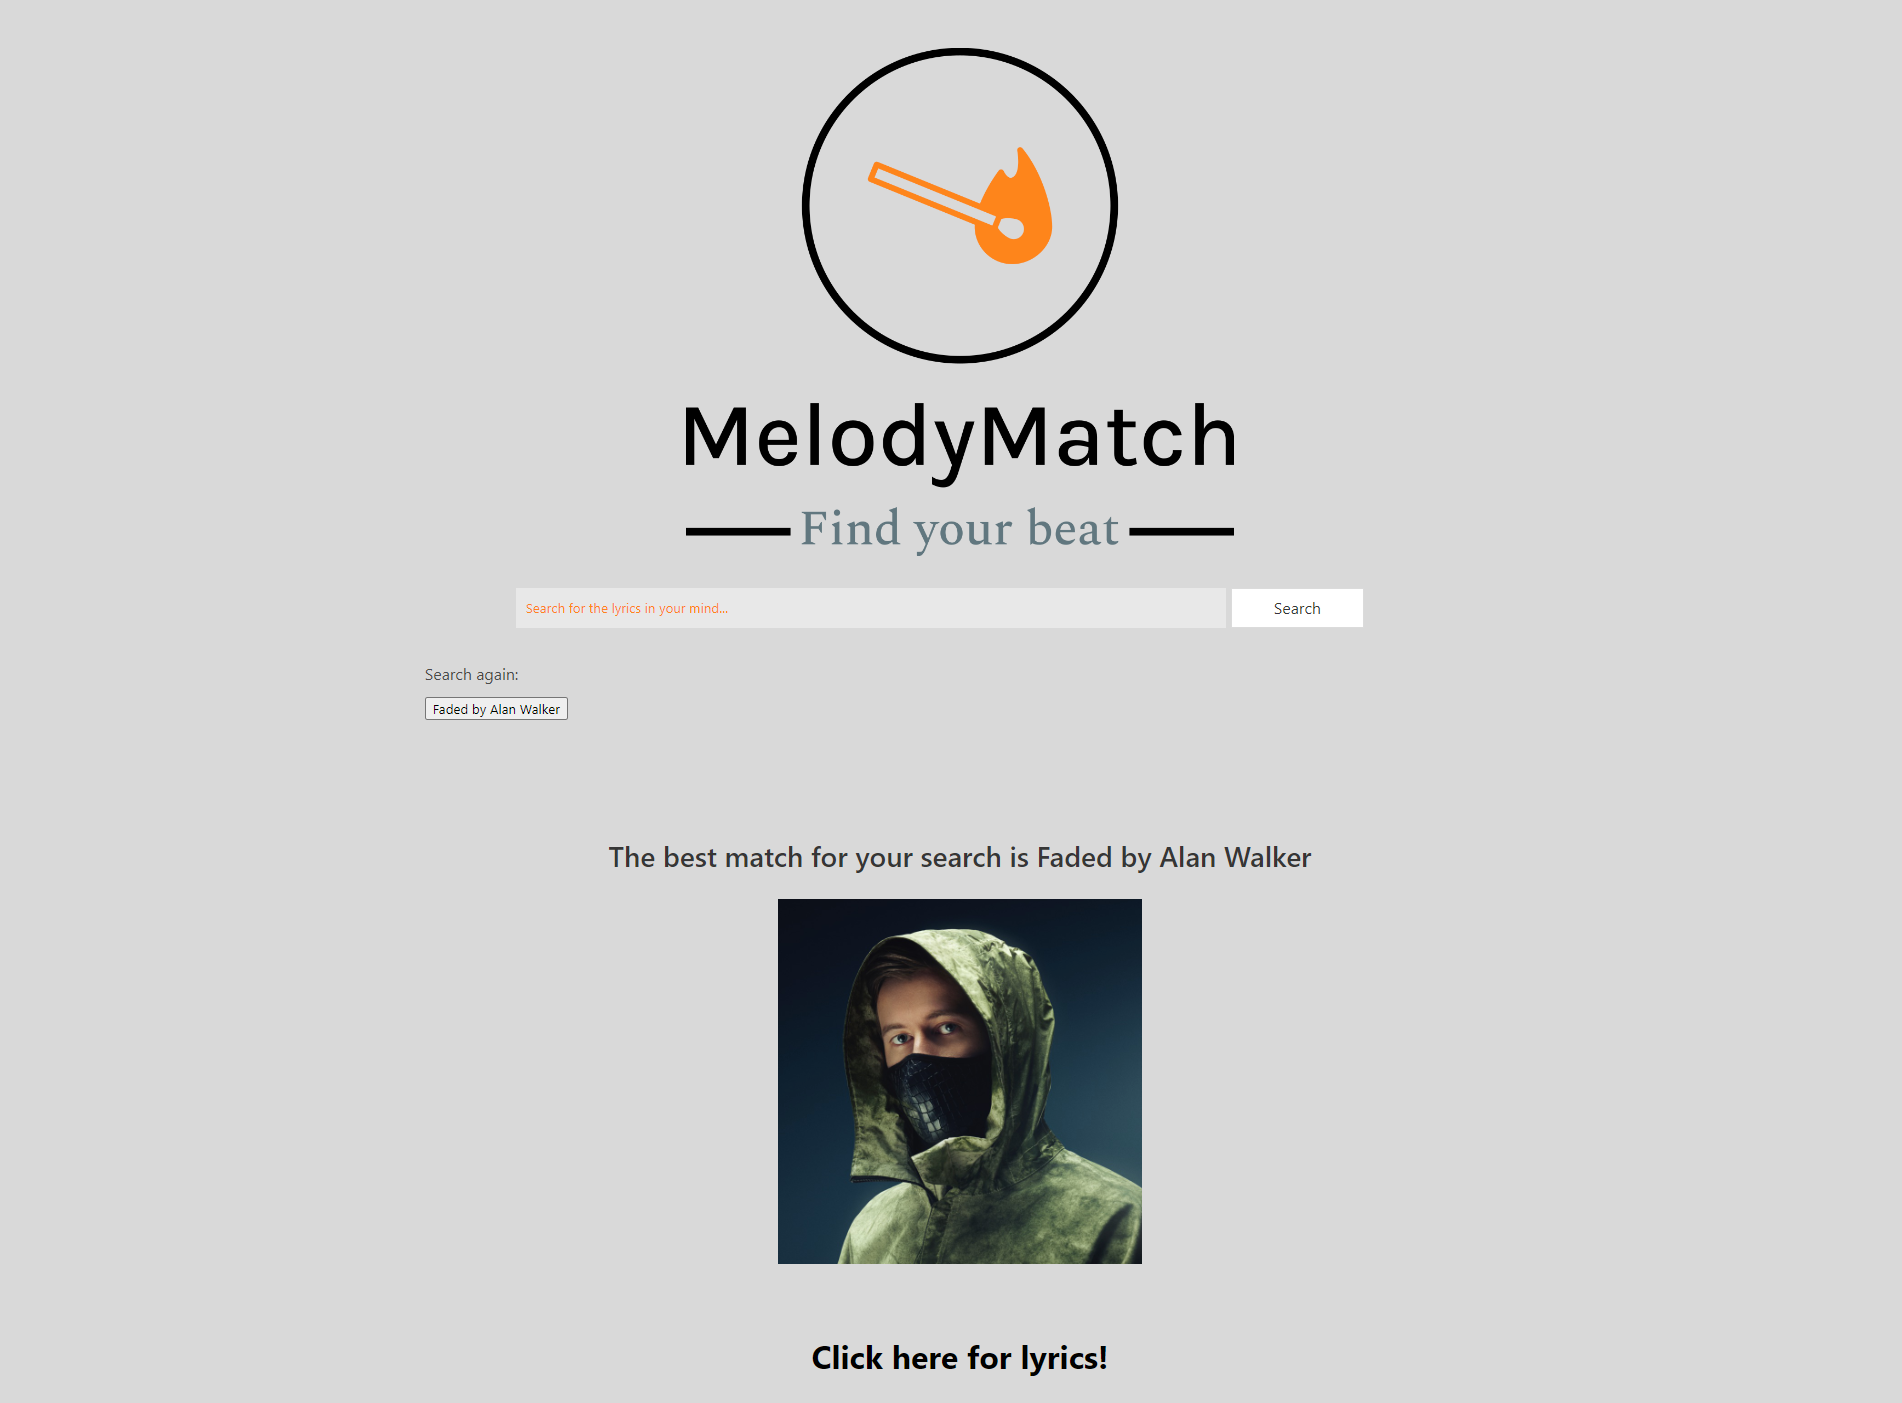 MelodyMatch
Find your beat
Search for the lyrics in your mind...
Search
Search again:
Faded by Alan Walker
The best match for your search is Faded by Alan Walker
Click here for lyrics!